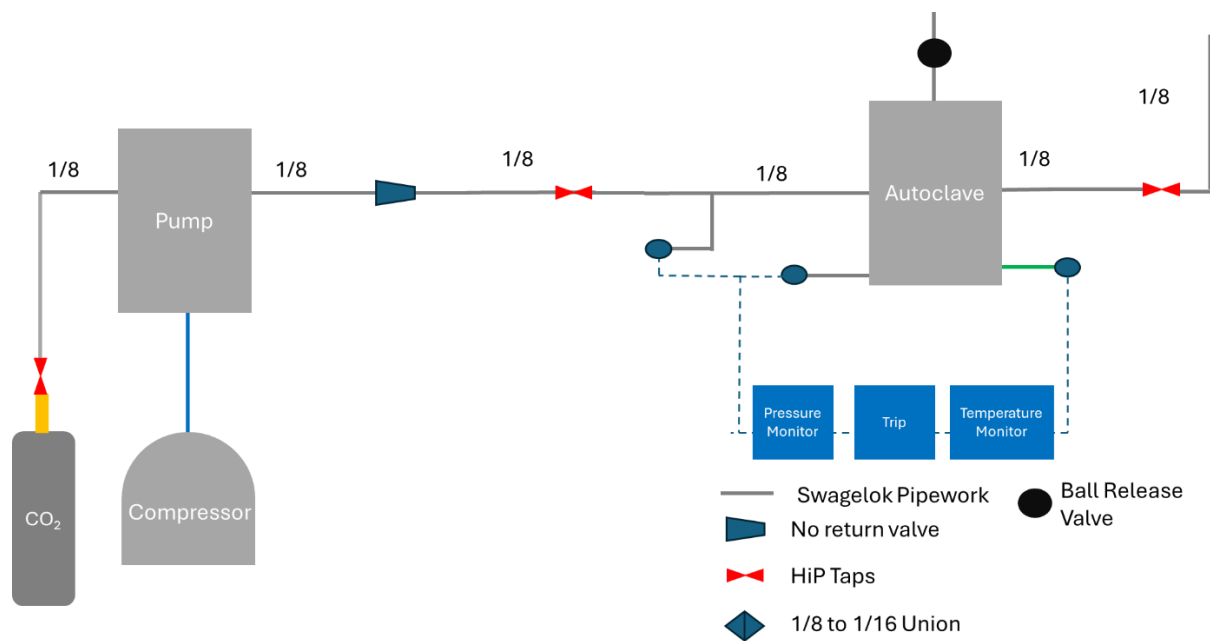 1/8
1/8
1/8
1/8
1/8
1/8
Pump
Autoclave
CO₂
Compressor
Pressure
Monitor
Trip
Temperature
Monitor
Swagelok Pipework
Ball Release
Valve
No return valve
HiP Taps
1/8 to 1/16 Union